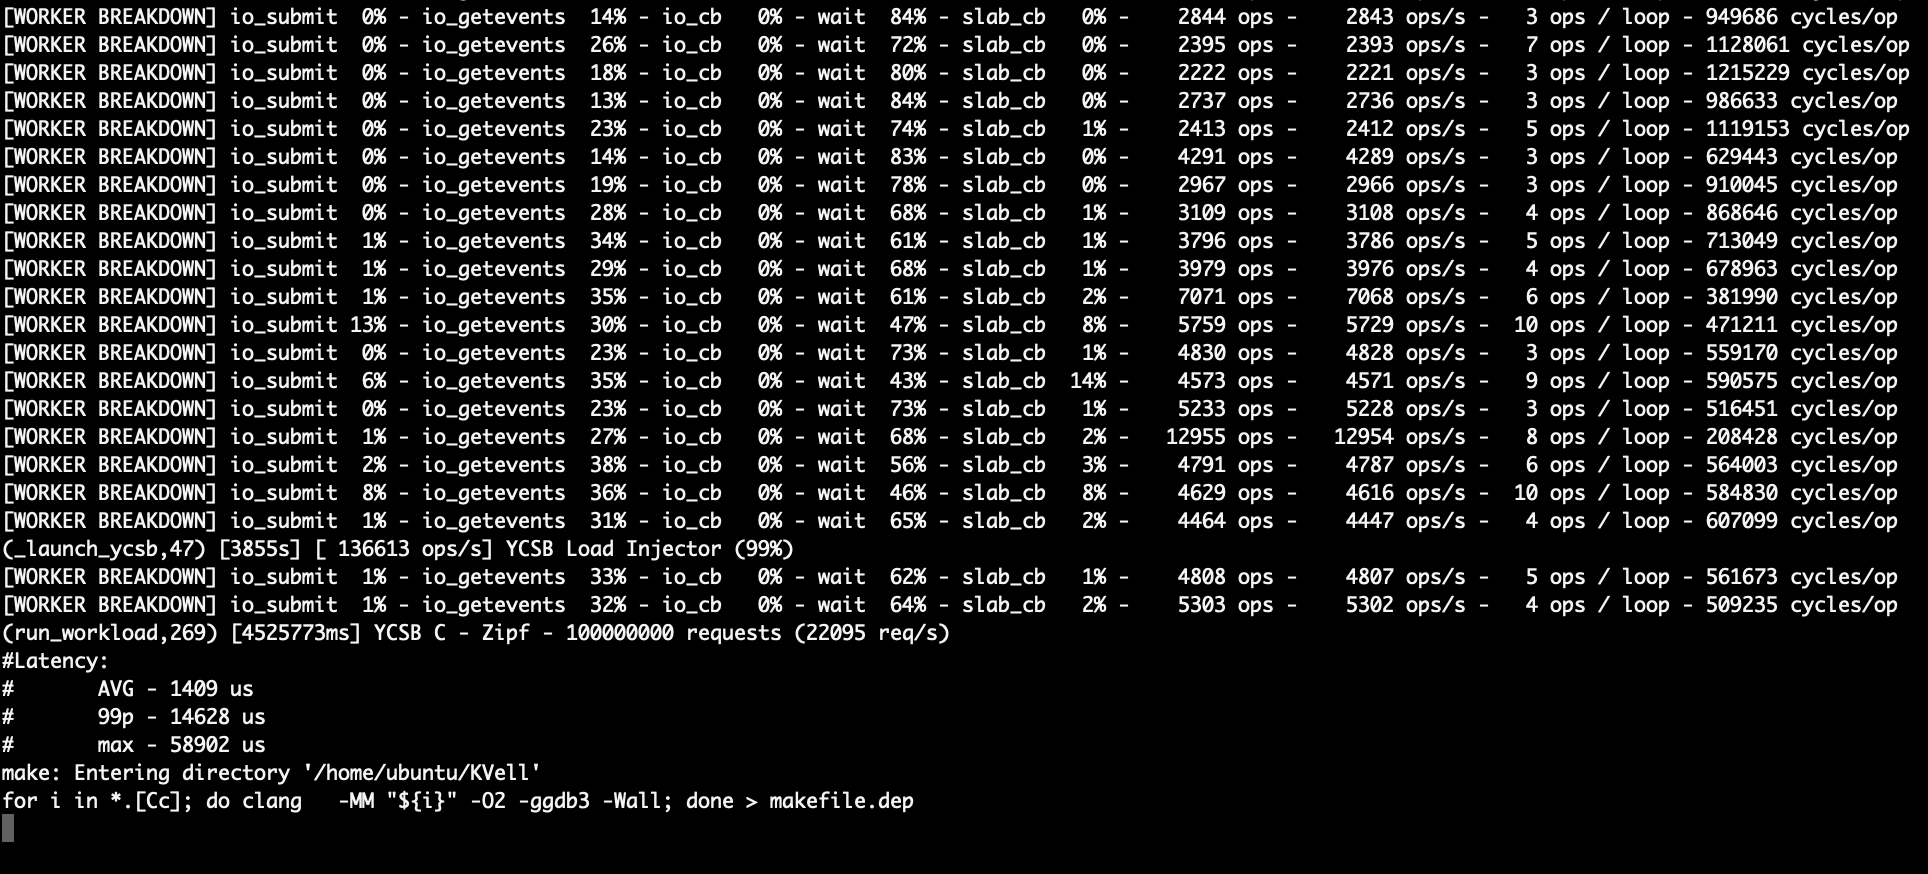 [WORKER BREAKDOWN] io_submit  0% - io_getevents  14% - io_cb   0% - wait  84% - slab_cb   0% -    2844 ops -    2843 ops/s -   3 ops / loop - 949686 cycles/op
[WORKER BREAKDOWN] io_submit  0% - io_getevents  26% - io_cb   0% - wait  72% - slab_cb   0% -    2395 ops -    2393 ops/s -   7 ops / loop - 1128061 cycles/op
[WORKER BREAKDOWN] io_submit  0% - io_getevents  18% - io_cb   0% - wait  80% - slab_cb   0% -    2222 ops -    2221 ops/s -   3 ops / loop - 1215229 cycles/op
[WORKER BREAKDOWN] io_submit  0% - io_getevents  13% - io_cb   0% - wait  84% - slab_cb   0% -    2737 ops -    2736 ops/s -   3 ops / loop - 986633 cycles/op
[WORKER BREAKDOWN] io_submit  0% - io_getevents  23% - io_cb   0% - wait  74% - slab_cb   1% -    2413 ops -    2412 ops/s -   5 ops / loop - 1119153 cycles/op
[WORKER BREAKDOWN] io_submit  0% - io_getevents  14% - io_cb   0% - wait  83% - slab_cb   0% -    4291 ops -    4289 ops/s -   3 ops / loop - 629443 cycles/op
[WORKER BREAKDOWN] io_submit  0% - io_getevents  19% - io_cb   0% - wait  78% - slab_cb   0% -    2967 ops -    2966 ops/s -   3 ops / loop - 910045 cycles/op
[WORKER BREAKDOWN] io_submit  0% - io_getevents  28% - io_cb   0% - wait  68% - slab_cb   1% -    3109 ops -    3108 ops/s -   4 ops / loop - 868646 cycles/op
[WORKER BREAKDOWN] io_submit  1% - io_getevents  34% - io_cb   0% - wait  61% - slab_cb   1% -    3796 ops -    3786 ops/s -   5 ops / loop - 713049 cycles/op
[WORKER BREAKDOWN] io_submit  1% - io_getevents  29% - io_cb   0% - wait  68% - slab_cb   1% -    3979 ops -    3976 ops/s -   4 ops / loop - 678963 cycles/op
[WORKER BREAKDOWN] io_submit  1% - io_getevents  35% - io_cb   0% - wait  61% - slab_cb   2% -    7071 ops -    7068 ops/s -   6 ops / loop - 381990 cycles/op
[WORKER BREAKDOWN] io_submit 13% - io_getevents  30% - io_cb   0% - wait  47% - slab_cb   8% -    5759 ops -    5729 ops/s -  10 ops / loop - 471211 cycles/op
[WORKER BREAKDOWN] io_submit  0% - io_getevents  23% - io_cb   0% - wait  73% - slab_cb   1% -    4830 ops -    4828 ops/s -   3 ops / loop - 559170 cycles/op
[WORKER BREAKDOWN] io_submit  6% - io_getevents  35% - io_cb   0% - wait  43% - slab_cb  14% -    4573 ops -    4571 ops/s -   9 ops / loop - 590575 cycles/op
[WORKER BREAKDOWN] io_submit  0% - io_getevents  23% - io_cb   0% - wait  73% - slab_cb   1% -    5233 ops -    5228 ops/s -   3 ops / loop - 516451 cycles/op
[WORKER BREAKDOWN] io_submit  1% - io_getevents  27% - io_cb   0% - wait  68% - slab_cb   2% -   12955 ops -   12954 ops/s -   8 ops / loop - 208428 cycles/op
[WORKER BREAKDOWN] io_submit  2% - io_getevents  38% - io_cb   0% - wait  56% - slab_cb   3% -    4791 ops -    4787 ops/s -   6 ops / loop - 564003 cycles/op
[WORKER BREAKDOWN] io_submit  8% - io_getevents  36% - io_cb   0% - wait  46% - slab_cb   8% -    4629 ops -    4616 ops/s -  10 ops / loop - 584830 cycles/op
[WORKER BREAKDOWN] io_submit  1% - io_getevents  31% - io_cb   0% - wait  65% - slab_cb   2% -    4464 ops -    4447 ops/s -   4 ops / loop - 607099 cycles/op
(_launch_ycsb,47) [3855s] [ 136613 ops/s] YCSB Load Injector (99%)
[WORKER BREAKDOWN] io_submit  1% - io_getevents  33% - io_cb   0% - wait  62% - slab_cb   1% -    4808 ops -    4807 ops/s -   5 ops / loop - 561673 cycles/op
[WORKER BREAKDOWN] io_submit  1% - io_getevents  32% - io_cb   0% - wait  64% - slab_cb   2% -    5303 ops -    5302 ops/s -   4 ops / loop - 509235 cycles/op
(run_workload,269) [4525773ms] YCSB C - Zipf - 100000000 requests (22095 req/s)
#Latency:
#       AVG - 1409 us
#       99p - 14628 us
#       max - 58902 us
make: Entering directory '/home/ubuntu/KVell'
for i in *.[Cc]; do clang   -MM "${i}" -O2 -ggdb3 -Wall; done > makefile.dep